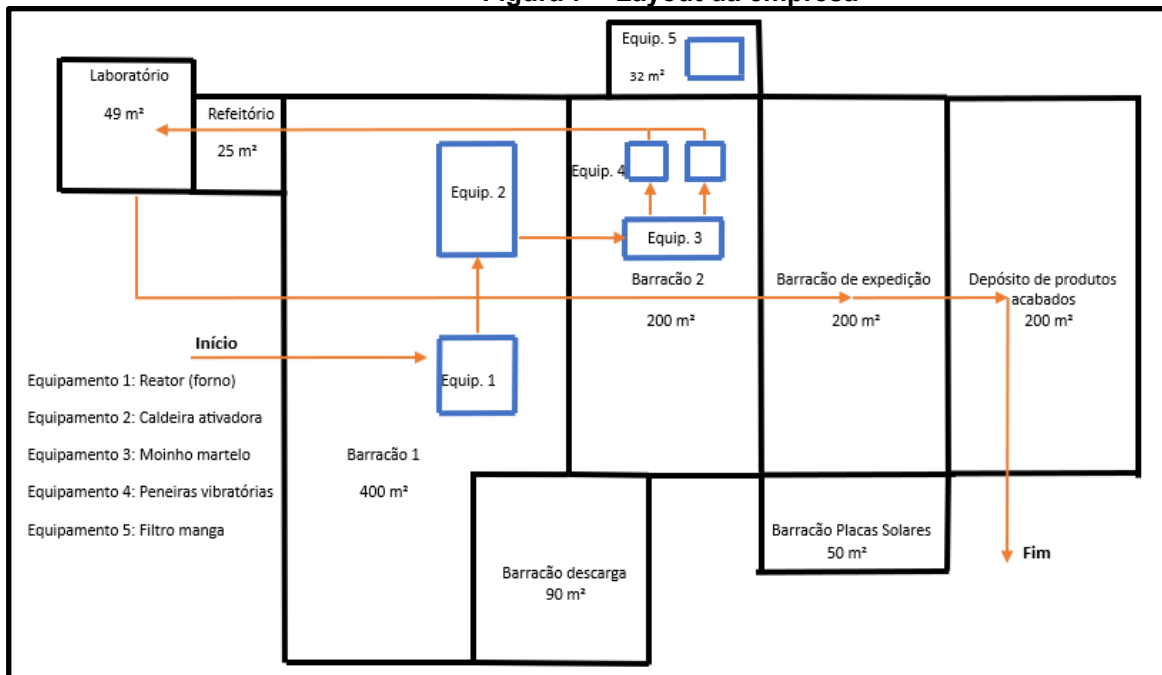 Layout da empresa
Equip. 5
32 m²
Laboratório
49 m²
Refeitório
25 m²
Equip. 2
Equip. 4
Equip. 3
Barracão 2
200 m²
Barracão de expedição
200 m²
Depósito de produtos
acabados
200 m²
Início
Equip. 1
Equipamento 1: Reator (forno)
Equipamento 2: Caldeira ativadora
Equipamento 3: Moinho martelo
Equipamento 4: Peneiras vibratórias
Equipamento 5: Filtro manga
Barracão 1
400 m²
Barracão descarga
90 m²
Barracão Placas Solares
50 m²
Fim